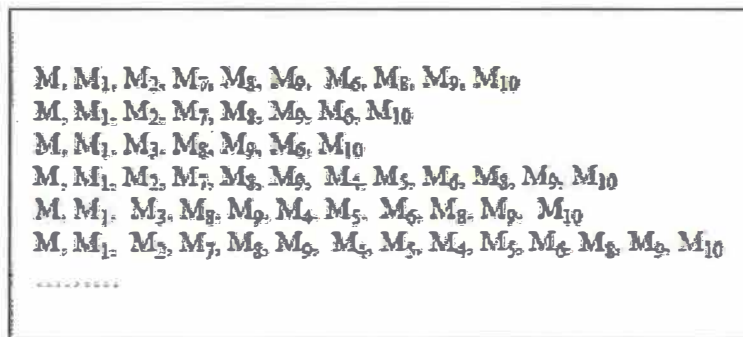 M, M₁, M₂, M₇, M₈, M₉, M₆, M₈, M₉, M₁₀
M, M₁, M₂, M₇, M₈, M₉, M₆, M₁₀
M, M₁, M₃, M₈, M₉, M₆, M₁₀
M, M₁, M₂, M₇, M₈, M₉, M₄, M₅, M₆, M₈, M₉, M₁₀
M, M₁, M₃, M₈, M₉, M₄, M₅, M₆, M₈, M₉, M₁₀
M, M₁, M₂, M₇, M₈, M₉, M₄, M₅, M₄, M₅, M₆, M₈, M₉, M₁₀
..........